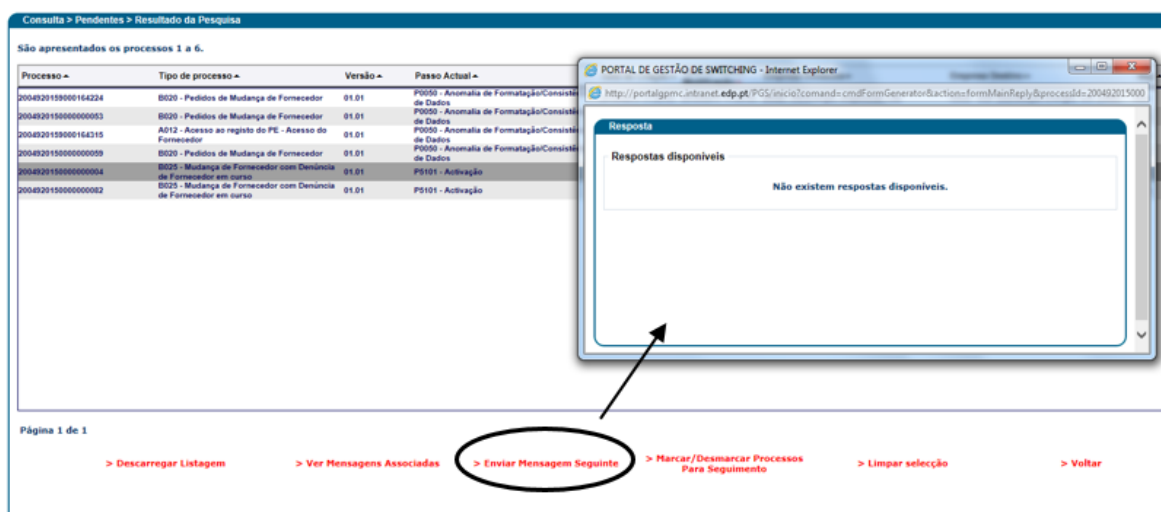 Consulta > Pendentes > Resultado da Pesquisa
São apresentados os processos 1 a 6.
Processo Tipo de processo Versão Passo Actual
2004920159000164224 B020 - Pedidos de Mudança de Fornecedor 01.01 P0050 - Anomalia de Formatação/Consistê
de Dados
2004920150000000053 B020 - Pedidos de Mudança de Fornecedor 01.01 P0050 - Anomalia de Formatação/Consistê
de Dados
2004920159000164315 A012 - Acesso ao registo do PE - Acesso do
Fornecedor 01.01 P0050 - Anomalia de Formatação/Consistê
de Dados
2004920150000000059 B020 - Pedidos de Mudança de Fornecedor 01.01 P0050 - Anomalia de Formatação/Consistê
de Dados
2004920150000000004 B025 - Mudança de Fornecedor com Denúncia
de Fornecedor em curso 01.01 P5101 - Activação
2004920150000000082 B025 - Mudança de Fornecedor com Denúncia
de Fornecedor em curso 01.01 P5101 - Activação
PORTAL DE GESTÃO DE SWITCHING - Internet Explorer
http://portalgpmc.intranet.edp.pt/PGS/inicio?comand=cmdFormGenerator&action=formMainReply&processId=200492015000
Resposta
Respostas disponíveis
Não existem respostas disponíveis.
Página 1 de 1
> Descarregar Listagem
> Ver Mensagens Associadas
> Enviar Mensagem Seguinte
> Marcar/Desmarcar Processos
Para Seguimento
> Limpar selecção
> Voltar